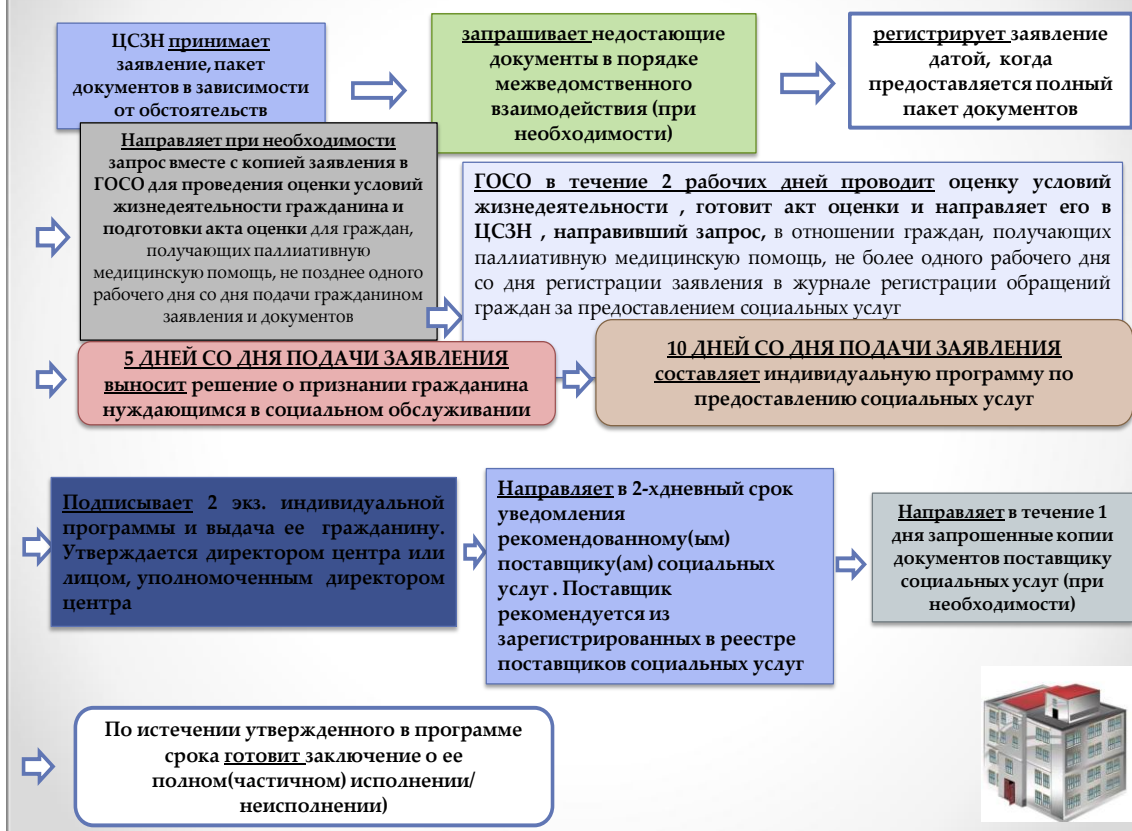 ЦСЗН принимает
заявление, пакет
документов в зависимости
от обстоятельств
запрашивает недостающие
документы в порядке
межведомственного
взаимодействия (при
необходимости)
регистрирует заявление
датой, когда
предоставляется полный
пакет документов
Направляет при необходимости
запрос вместе с копией заявления в
ГОСО для проведения оценки условий
жизнедеятельности гражданина и
подготовки акта оценки для граждан,
получающих паллиативную
медицинскую помощь, не позднее одного
рабочего дня со дня подачи гражданином
заявления и документов
ГОСО в течение 2 рабочих дней проводит оценку условий
жизнедеятельности , готовит акт оценки и направляет его в
ЦСЗН , направивший запрос, в отношении граждан, получающих
паллиативную медицинскую помощь, не более одного рабочего дня
со дня регистрации заявления в журнале регистрации обращений
граждан за предоставлением социальных услуг
5 ДНЕЙ СО ДНЯ ПОДАЧИ ЗАЯВЛЕНИЯ
выносит решение о признании гражданина
нуждающимся в социальном обслуживании
10 ДНЕЙ СО ДНЯ ПОДАЧИ ЗАЯВЛЕНИЯ
составляет индивидуальную программу по
предоставлению социальных услуг
Подписывает 2 экз. индивидуальной
программы и выдача ее гражданину.
Утверждается директором центра или
лицом, уполномоченным директором
центра
Направляет в 2-хдневный срок
уведомления
рекомендованному(ым)
поставщику(ам) социальных
услуг . Поставщик
рекомендуется из
зарегистрированных в реестре
поставщиков социальных услуг
Направляет в течение 1
дня запрошенные копии
документов поставщику
социальных услуг (при
необходимости)
По истечении утвержденного в программе
срока готовит заключение о ее
полном(частичном) исполнении/
неисполнении)